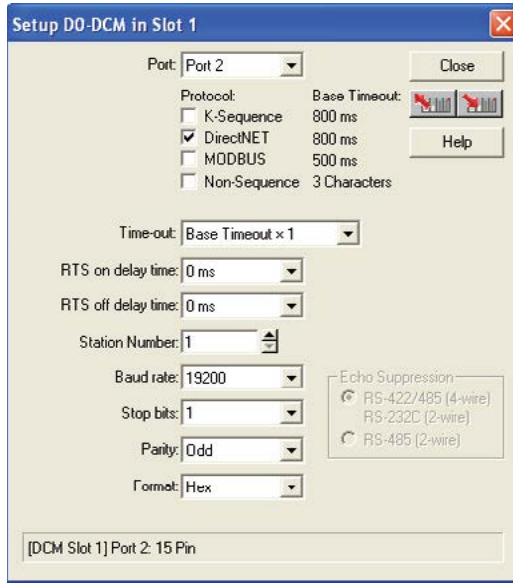 Setup D0-DCM in Slot 1
Port: Port 2
Close
Protocol: Base Timeout:
K-Sequence 800 ms
DirectNET 800 ms
MODBUS 500 ms
Non-Sequence 3 Characters
Help
Time-out: Base Timeout × 1
RTS on delay time: 0 ms
RTS off delay time: 0 ms
Station Number: 1
Baud rate: 19200
Stop bits: 1
Parity: Odd
Format: Hex
Echo Suppression
RS-422/485 (4-wire)
RS-232C (2-wire)
RS-485 (2-wire)
[DCM Slot 1] Port 2: 15 Pin